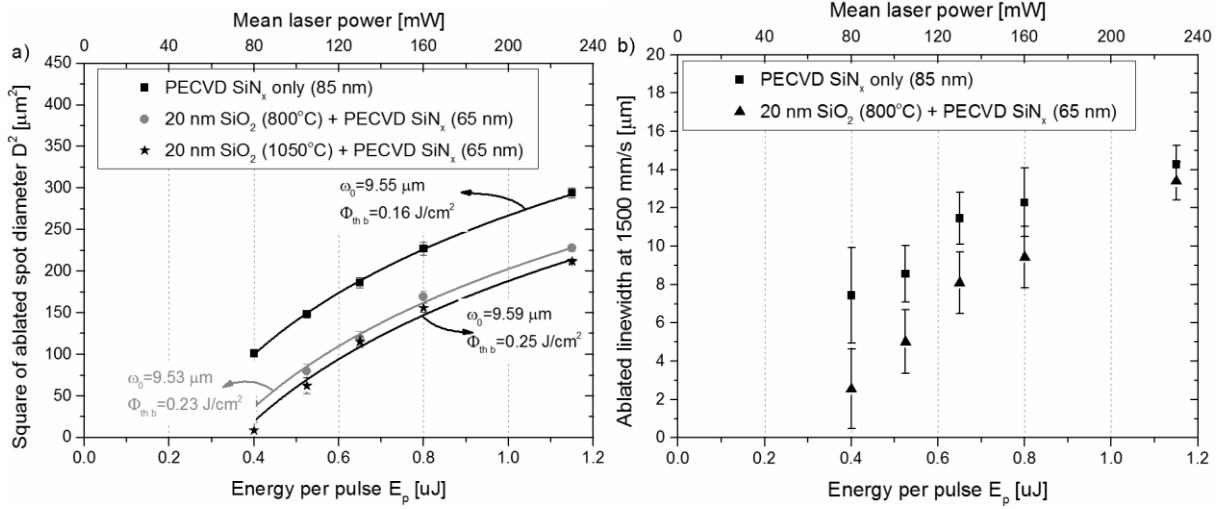 Mean laser power [mW]
a) 0 40 80 120 160 200 240
450
400
350
300
250
200
150
100
50
0
Square of ablated spot diameter D² [μm²]
PECVD SiNₓ only (85 nm)
20 nm SiO₂ (800°C) + PECVD SiNₓ (65 nm)
20 nm SiO₂ (1050°C) + PECVD SiNₓ (65 nm)
ω₀=9.55 μm
Φth b=0.16 J/cm²
ω₀=9.59 μm
Φth b=0.25 J/cm²
ω₀=9.53 μm
Φth b=0.23 J/cm²
0.0 0.2 0.4 0.6 0.8 1.0 1.2
Energy per pulse Eₚ [uJ]
Mean laser power [mW]
b) 0 40 80 120 160 200 240
20
18
16
14
12
10
8
6
4
2
0
Ablated linewidth at 1500 mm/s [μm]
PECVD SiNₓ only (85 nm)
20 nm SiO₂ (800°C) + PECVD SiNₓ (65 nm)
0.0 0.2 0.4 0.6 0.8 1.0 1.2
Energy per pulse Eₚ [uJ]